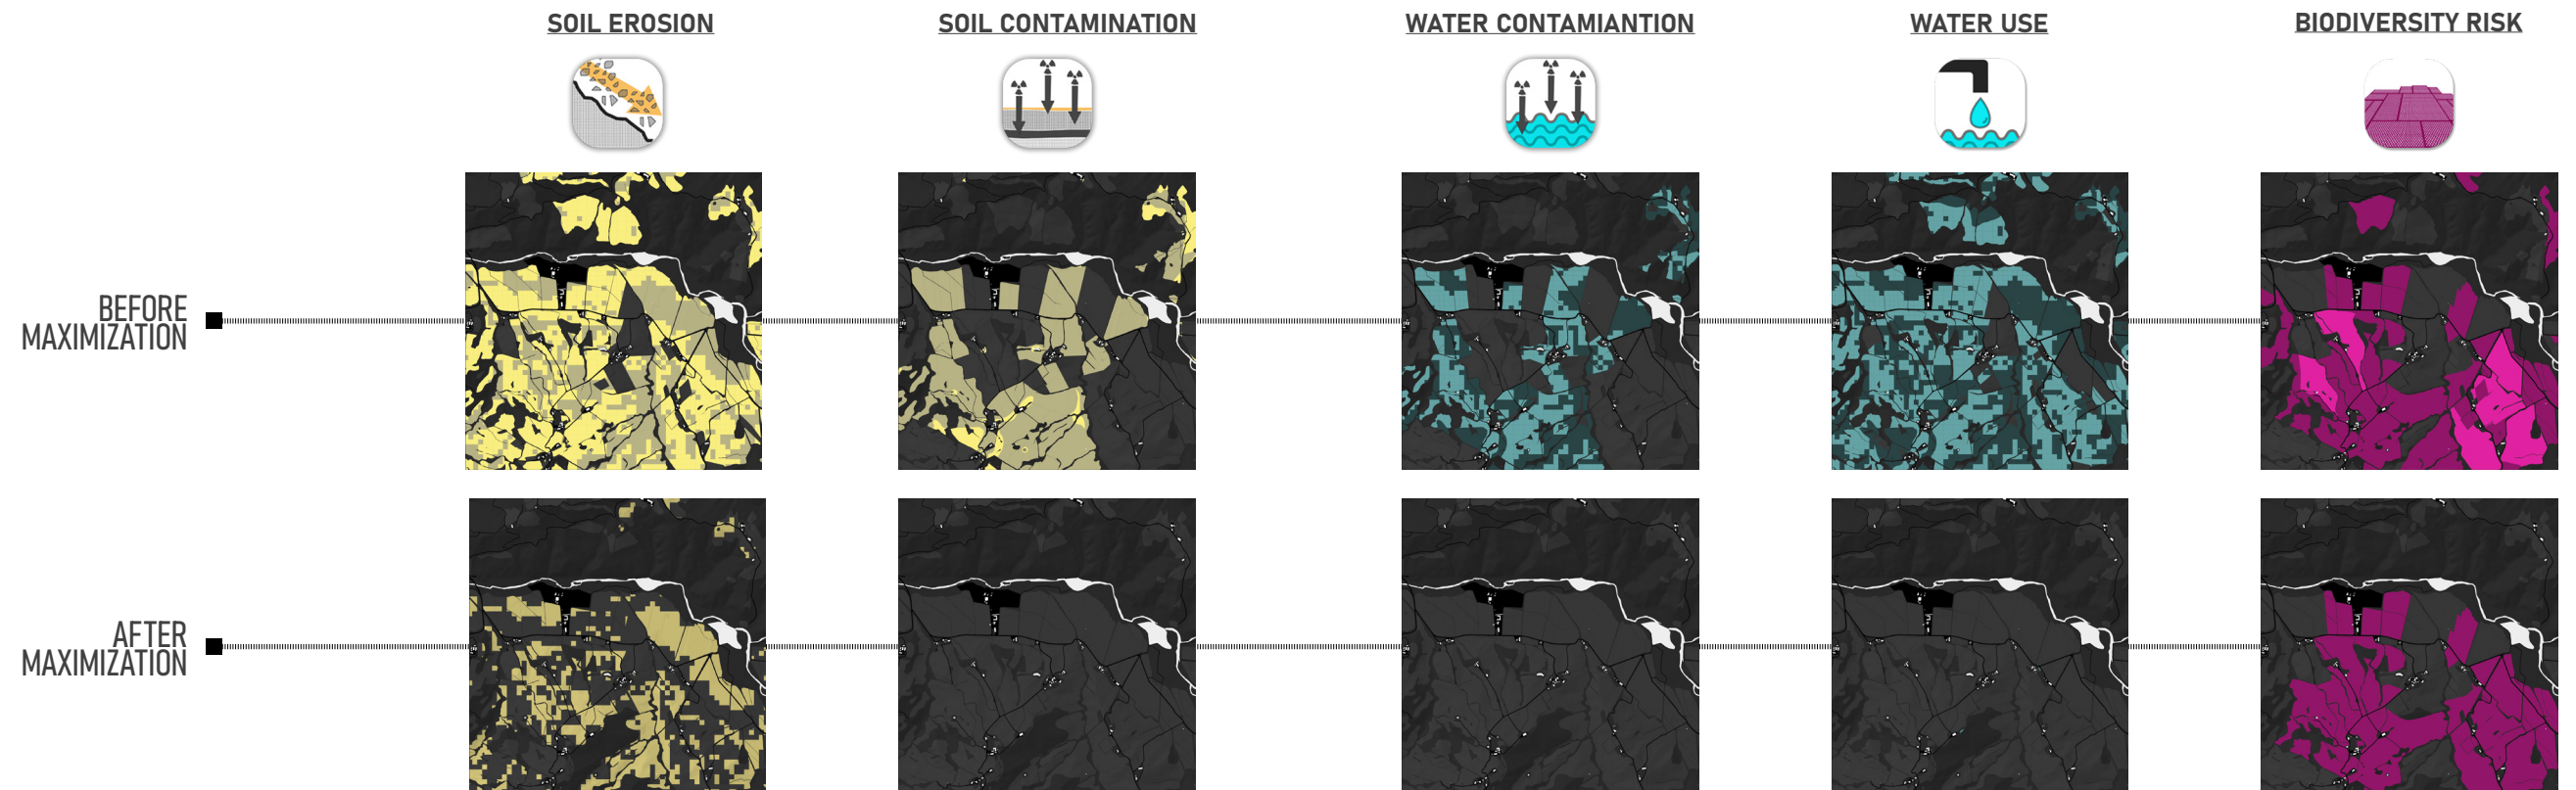 SOIL EROSION
SOIL CONTAMINATION
WATER CONTAMIANTION
WATER USE
BIODIVERSITY RISK
BEFORE
MAXIMIZATION
AFTER
MAXIMIZATION